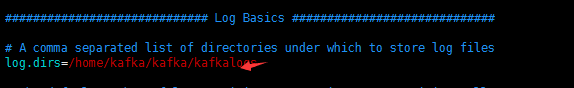 ############################# Log Basics #############################
# A comma separated list of directories under which to store log files
log.dirs=/home/kafka/kafka/kafkalogs